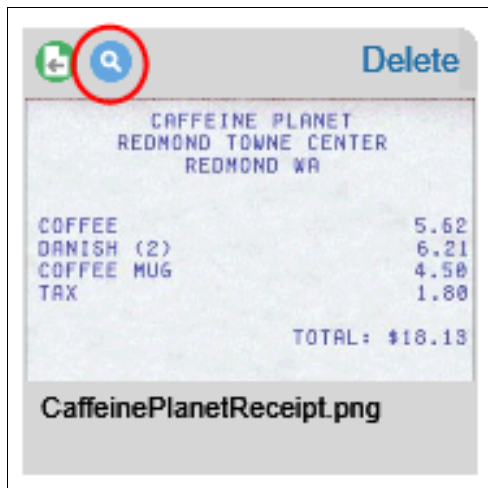 Delete
CAFFEINE PLANET
REDMOND TOWNE CENTER
REDMOND WA
COFFEE 5.62
DANISH (2) 6.21
COFFEE MUG 4.50
TAX 1.80
TOTAL: $18.13
CaffeinePlanetReceipt.png